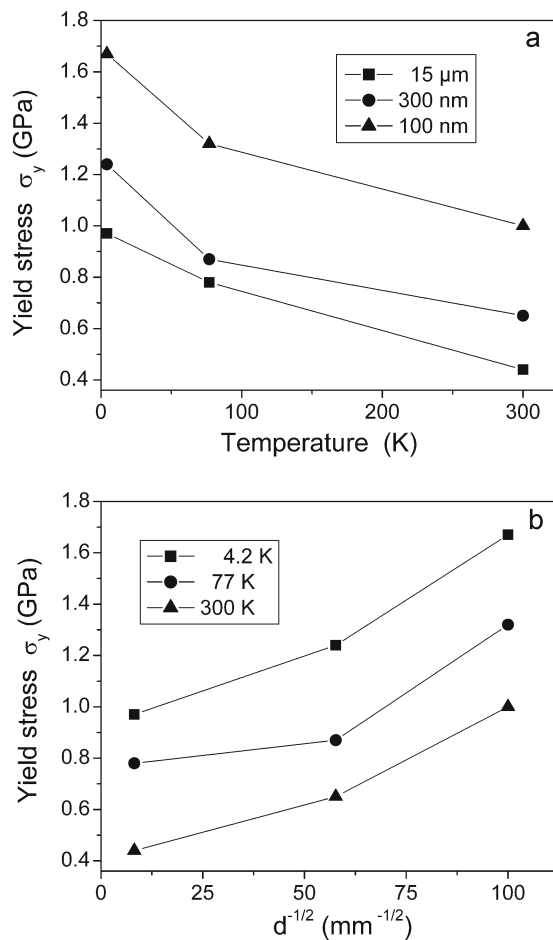 a
1.8
1.6
1.4
1.2
1.0
0.8
0.6
0.4
Yield stress σy (GPa)
15 µm
300 nm
100 nm
0 100 200 300
Temperature (K)
b
1.8
1.6
1.4
1.2
1.0
0.8
0.6
0.4
Yield stress σy (GPa)
4.2 K
77 K
300 K
0 25 50 75 100
d-1/2 (mm-1/2)